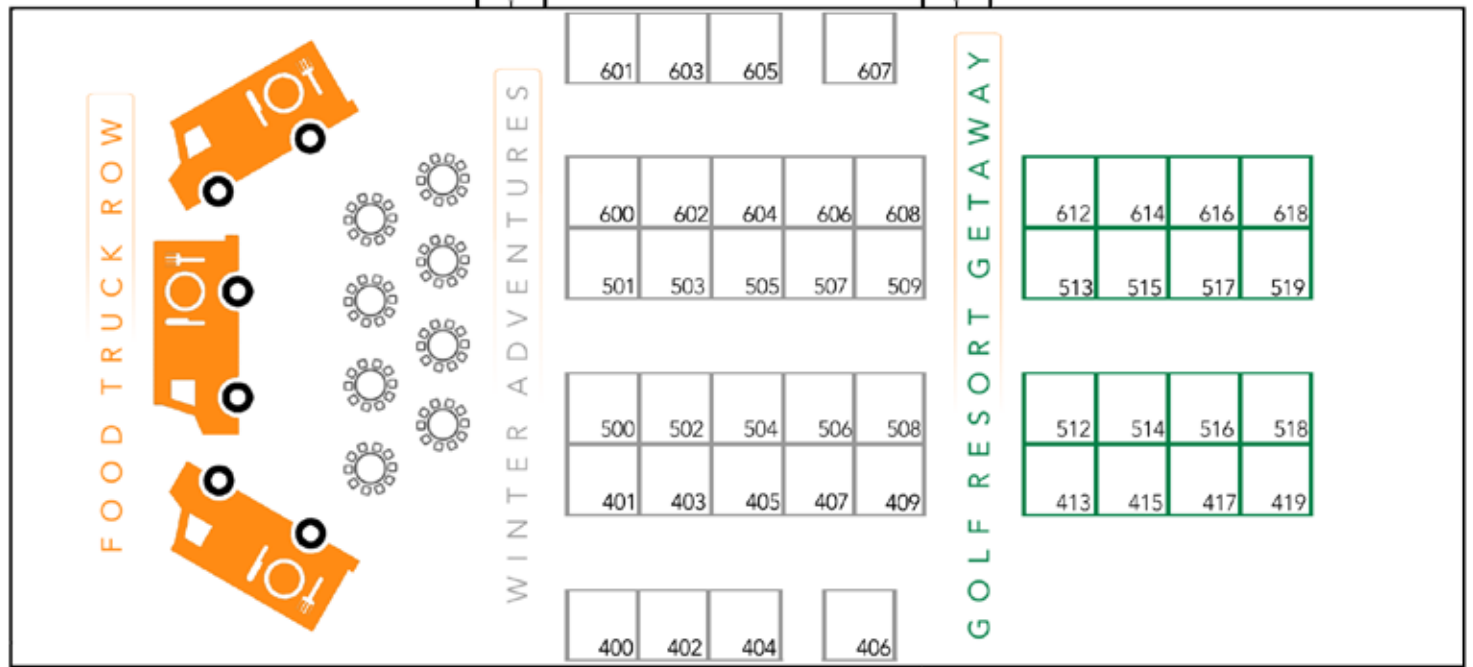 FOOD TRUCK ROW
WINTER ADVENTURES
601 603 605 607
600 602 604 606 608
501 503 505 507 509
500 502 504 506 508
401 403 405 407 409
400 402 404 406
GOLF RESORT GETAWAY
612 614 616 618
513 515 517 519
512 514 516 518
413 415 417 419